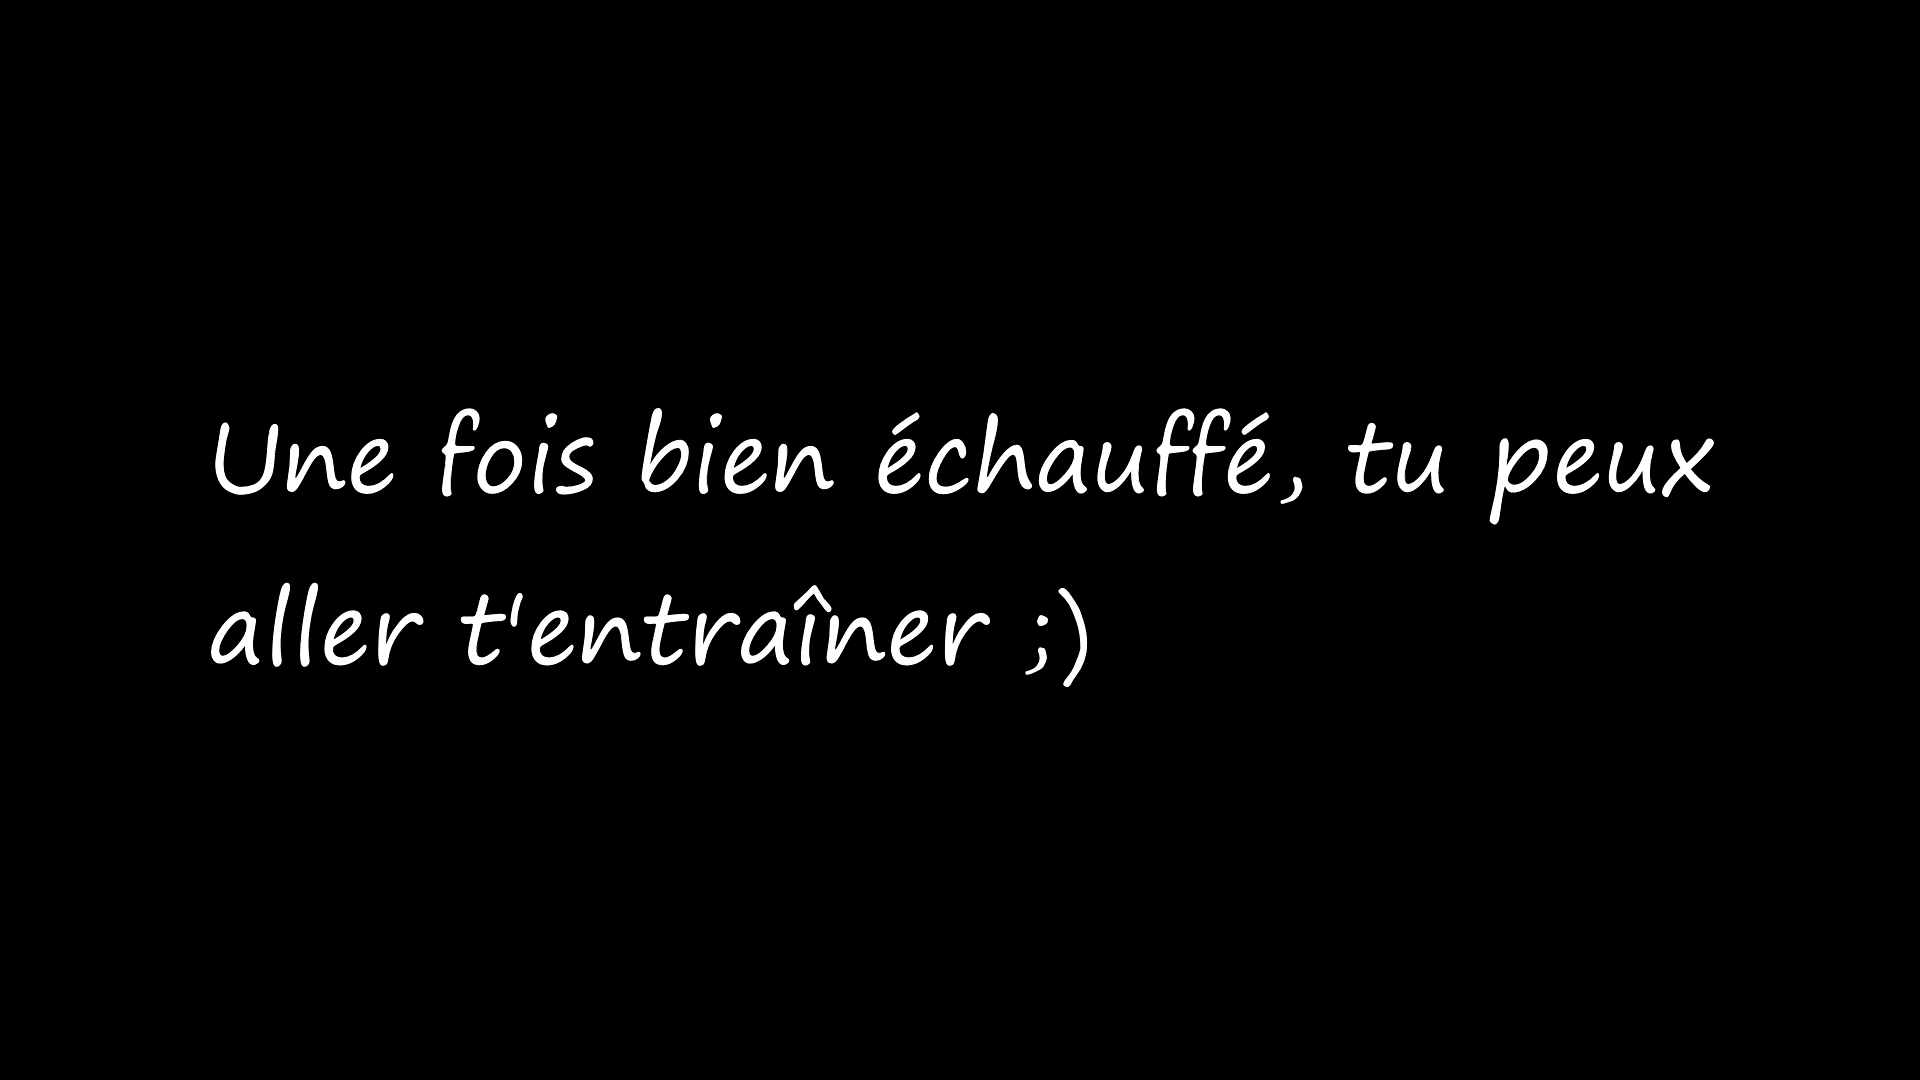 Une fois bien échauffé, tu peux
aller t'entraîner ;)